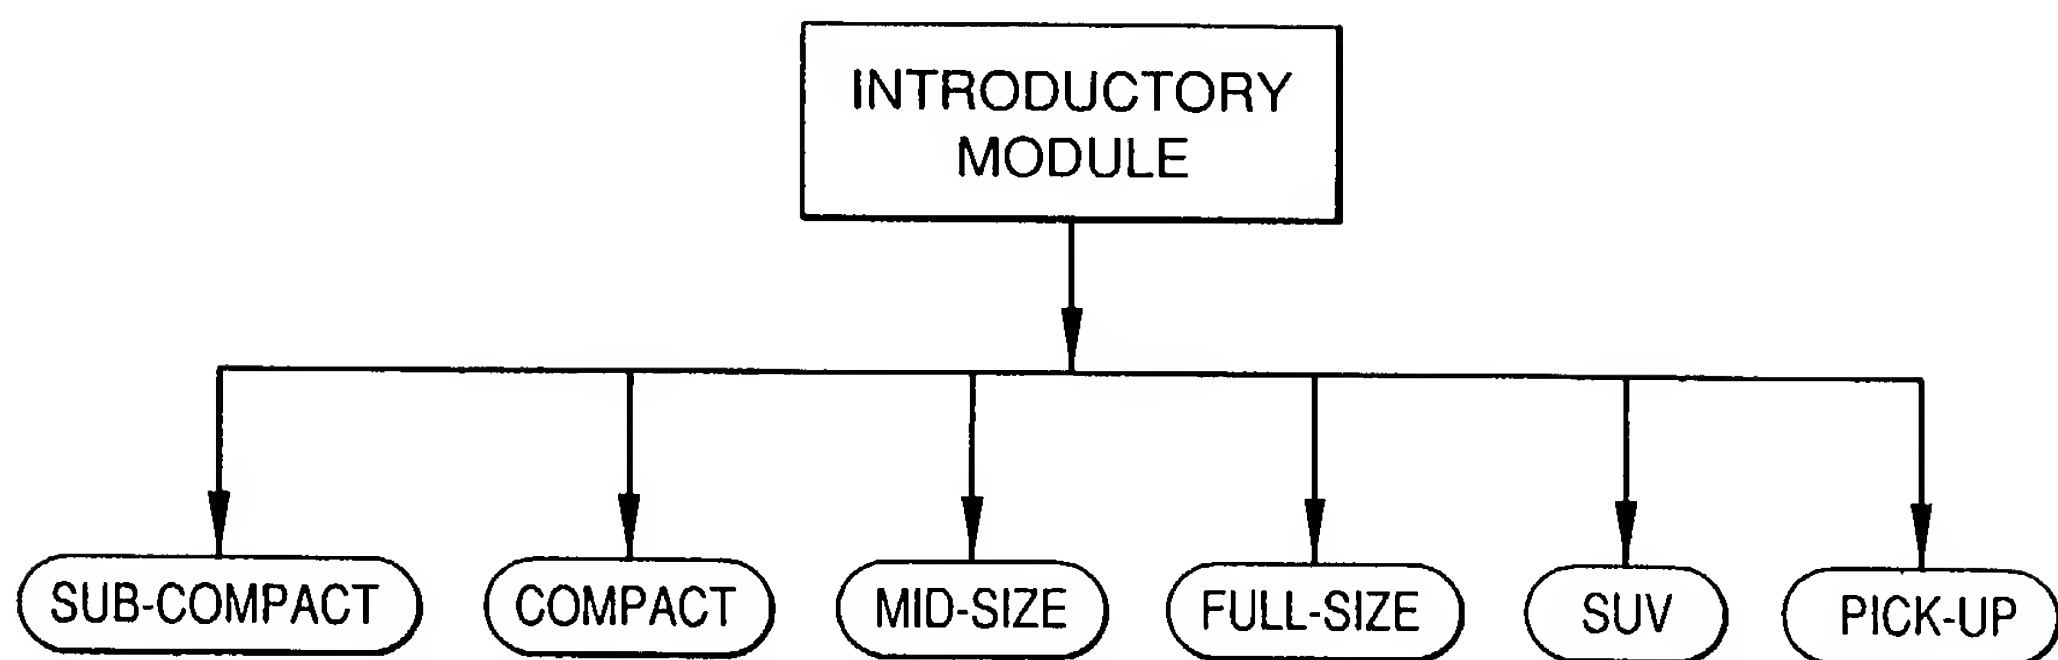 INTRODUCTORY
MODULE
SUB-COMPACT
COMPACT
MID-SIZE
FULL-SIZE
SUV
PICK-UP